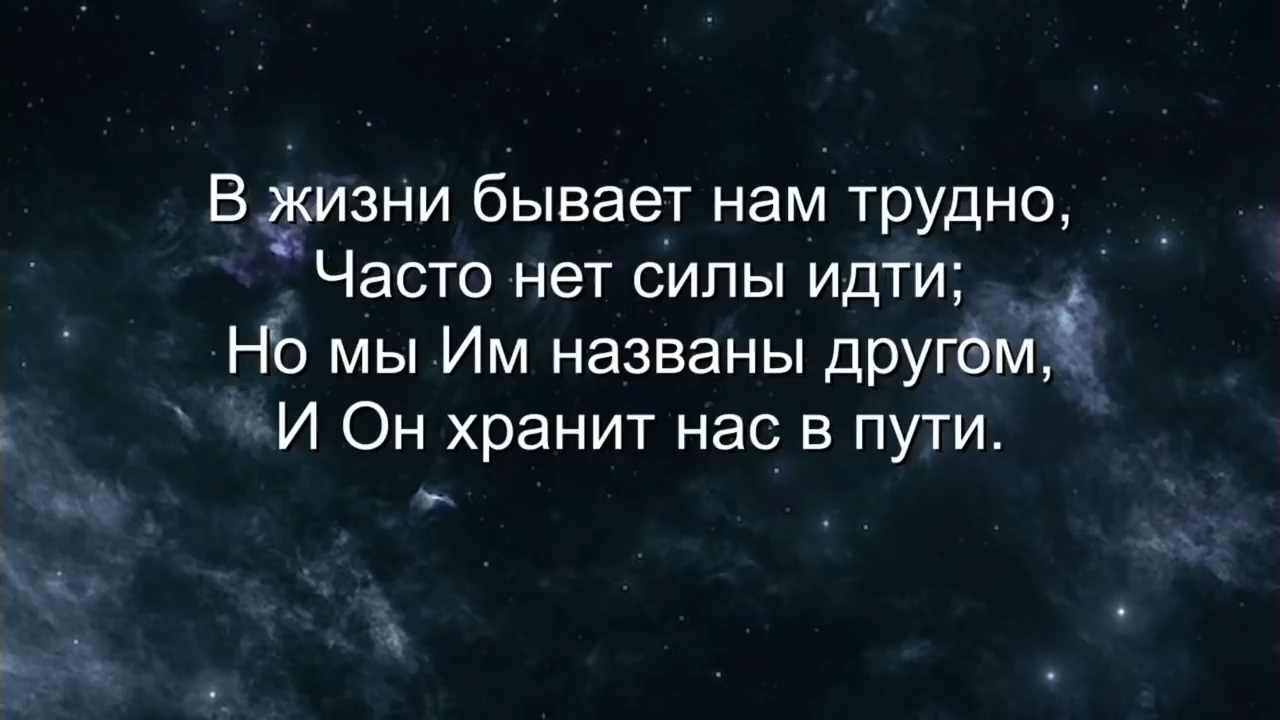 В жизни бывает нам трудно,
Часто нет силы идти;
Но мы Им названы другом,
И Он хранит нас в пути.